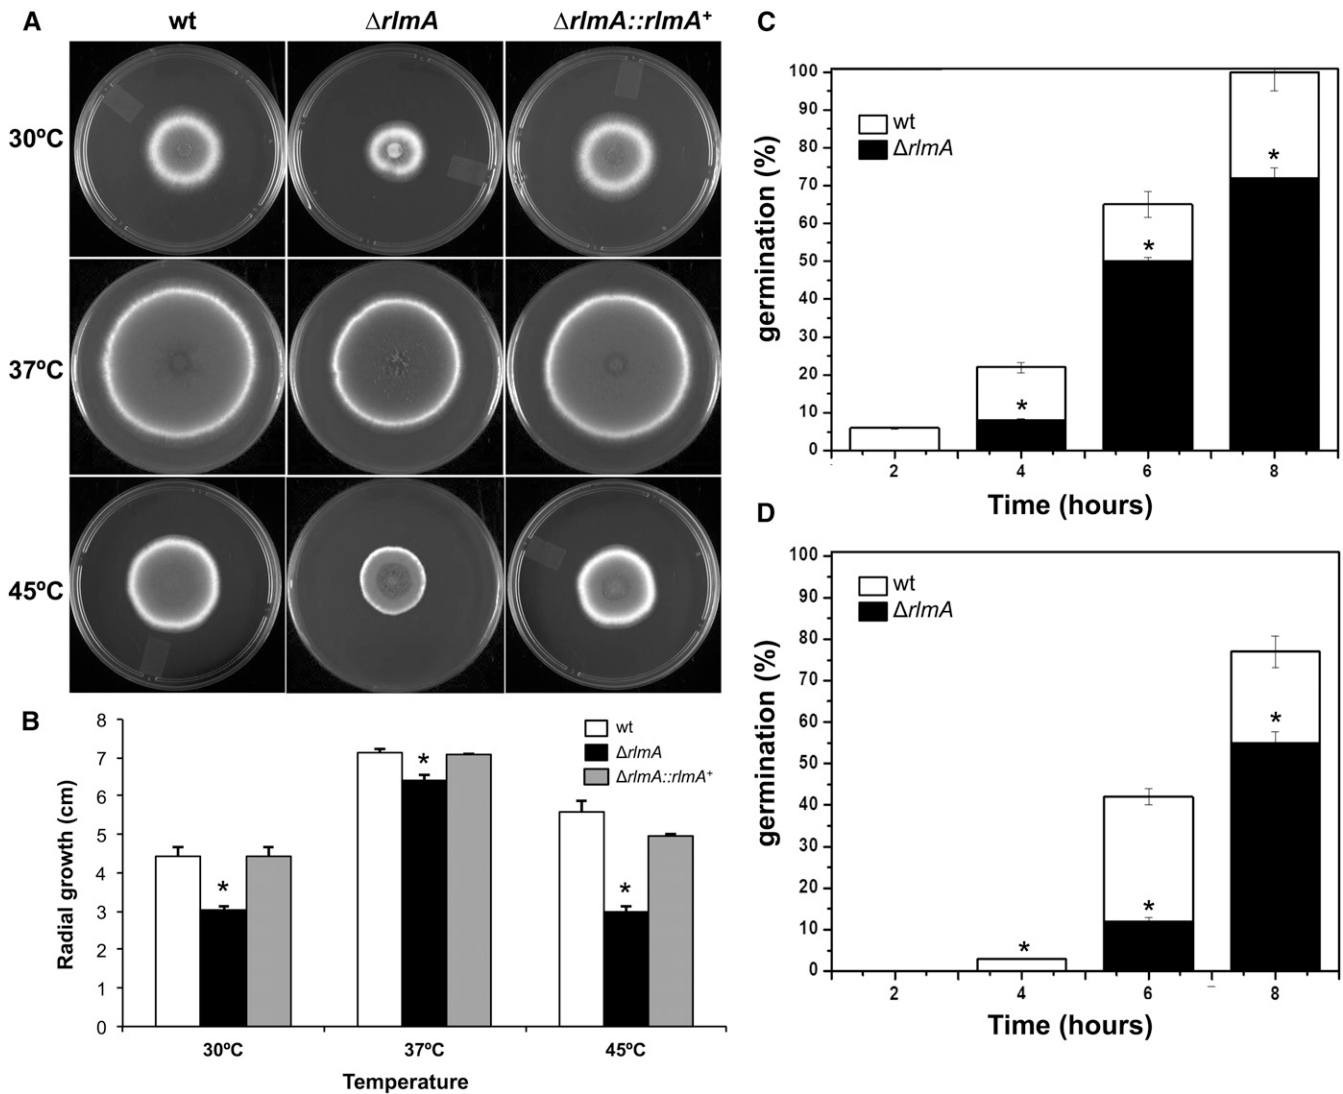 A
wt
ΔrlmA
ΔrlmA::rlmA⁺
30ºC
37ºC
45ºC
B
8
7
6
5
4
3
2
1
0
Radial growth (cm)
wt
ΔrlmA
ΔrlmA::rlmA⁺
*
*
*
30ºC
37ºC
45ºC
Temperature
C
100
90
80
70
60
50
40
30
20
10
0
germination (%)
wt
ΔrlmA
*
*
*
2
4
6
8
Time (hours)
D
100
90
80
70
60
50
40
30
20
10
0
germination (%)
wt
ΔrlmA
*
*
*
2
4
6
8
Time (hours)